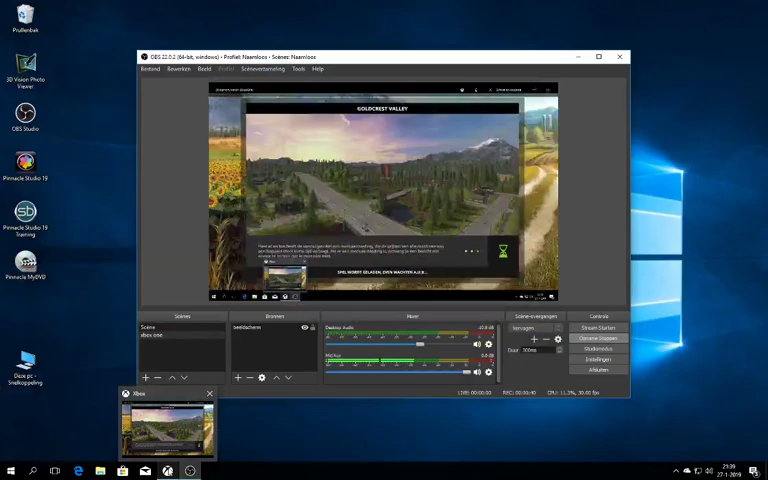 Prullenbak
3D Vision Photo
Viewer
OBS Studio
Pinnacle Studio 19
Pinnacle Studio 19
Training
Pinnacle MyDVD
Deze pc -
Snelkoppeling
OBS 22.0.2 (64-bit, windows) - Profiel: Naamloos - Scènes: Naamloos
Bestand Bewerken Beeld Profiel Scèneverzameling Tools Help
GOLDCREST VALLEY
SPEL WORDT GELADEN, EVEN WACHTEN A.U.B...
Scènes Bronnen Mixer Scène-overgangen Controls
Scène
xbox one
beeldscherm
Desktop Audio
Mic/Aux 0.0 dB
Vervagen
Duur 300ms
Stream Starten
Opname Stoppen
Studiomodus
Instellingen
Afsluiten
LIVE: 00:00:00 REC: 00:00:40 CPU: 11.3%, 30.00 fps
Xbox
21:39
27-1-2019